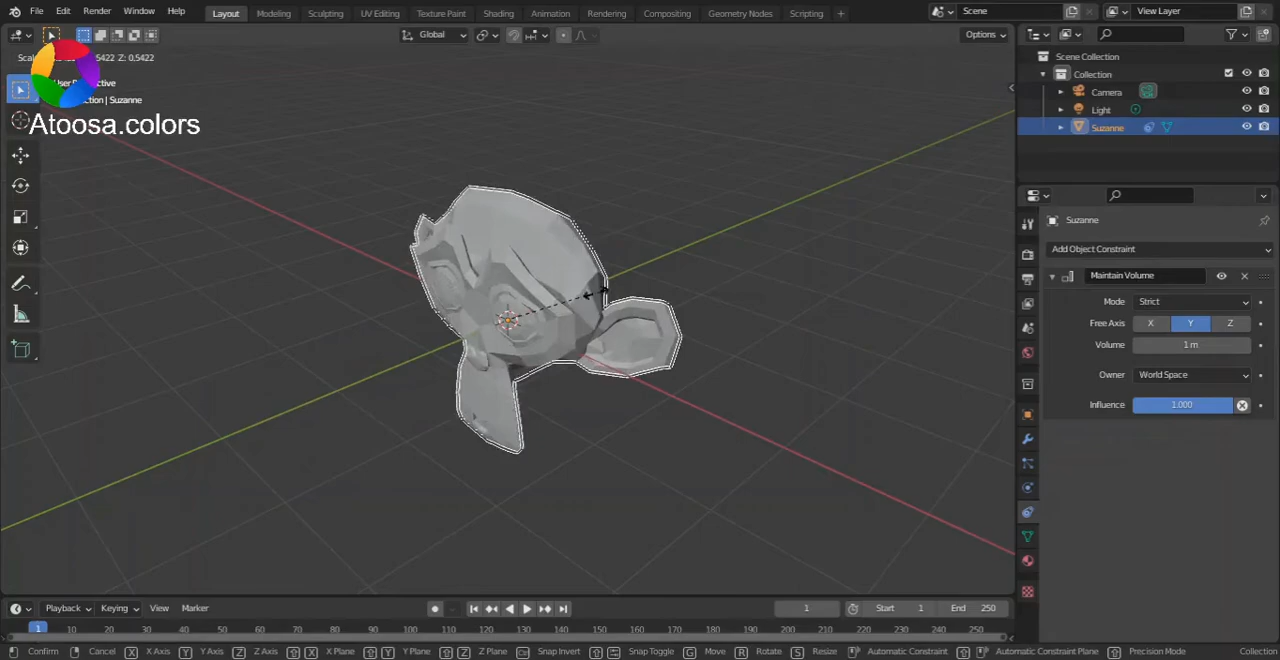 File Edit Render Window Help Layout Modeling Sculpting UV Editing Texture Paint Shading Animation Rendering Compositing Geometry Nodes Scripting + Scene View Layer
Global Options
Scale 5422 Z: 0,5422
User Perspective
ction | Suzanne
Atoosa.colors
Scene Collection
Collection
Camera
Light
Suzanne
Suzanne
Add Object Constraint
Maintain Volume
Mode Strict
Free Axis X Y Z
Volume 1 m
Owner World Space
Influence 1.000
Playback Keying View Marker 1 Start 1 End 250
1 10 20 30 40 50 60 70 80 90 100 110 120 130 140 150 160 170 180 190 200 210 220 230 240 250
Confirm Cancel X X Axis Y Y Axis Z Z Axis X X Plane Y Y Plane Z Z Plane Snap Invert Snap Toggle G Move R Rotate S Resize Automatic Constraint Automatic Constraint Plane Precision Mode Collection